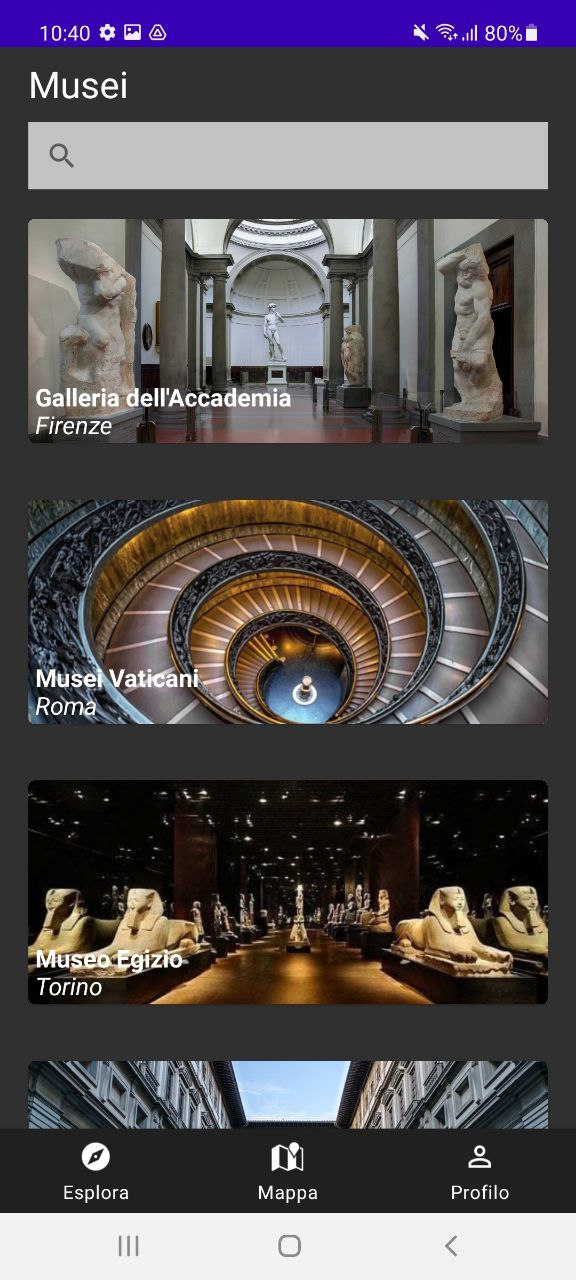 10:40 80%
Musei
Galleria dell'Accademia
Firenze
Musei Vaticani
Roma
Museo Egizio
Torino
Esplora Mappa Profilo